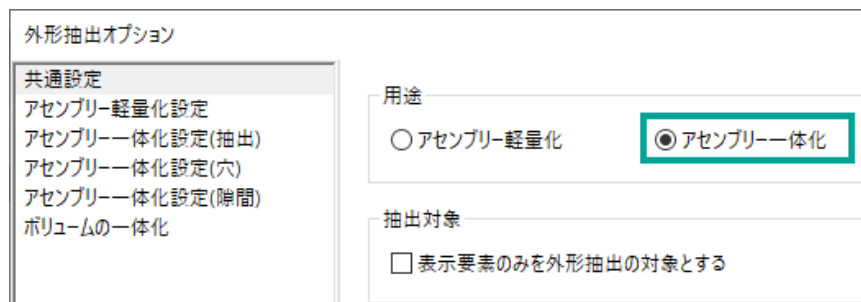 外形抽出オプション
共通設定
アセンブリー軽量化設定
アセンブリー一体化設定(抽出)
アセンブリー一体化設定(穴)
アセンブリー一体化設定(隙間)
ボリュームの一体化
用途
アセンブリー軽量化
アセンブリー一体化
抽出対象
表示要素のみを外形抽出の対象とする